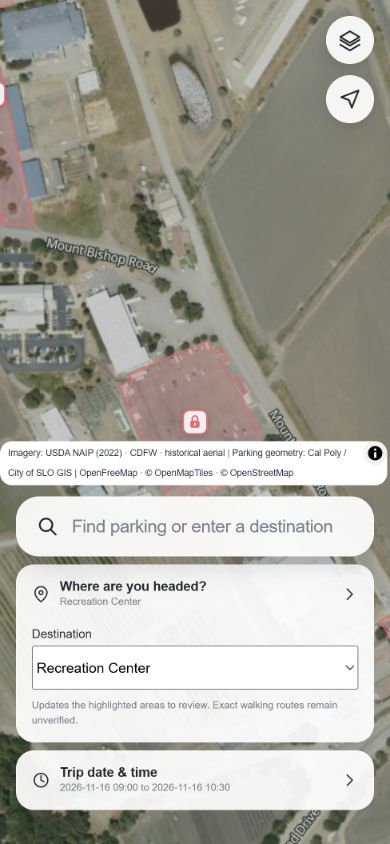 Mount Bishop Road
Mount
Imagery: USDA NAIP (2022) · CDFW · historical aerial | Parking geometry: Cal Poly /
City of SLO GIS | OpenFreeMap · © OpenMapTiles · © OpenStreetMap
Find parking or enter a destination
Where are you headed?
Recreation Center
Destination
Recreation Center
Updates the highlighted areas to review. Exact walking routes remain
unverified.
Trip date & time
2026-11-16 09:00 to 2026-11-16 10:30
Drive